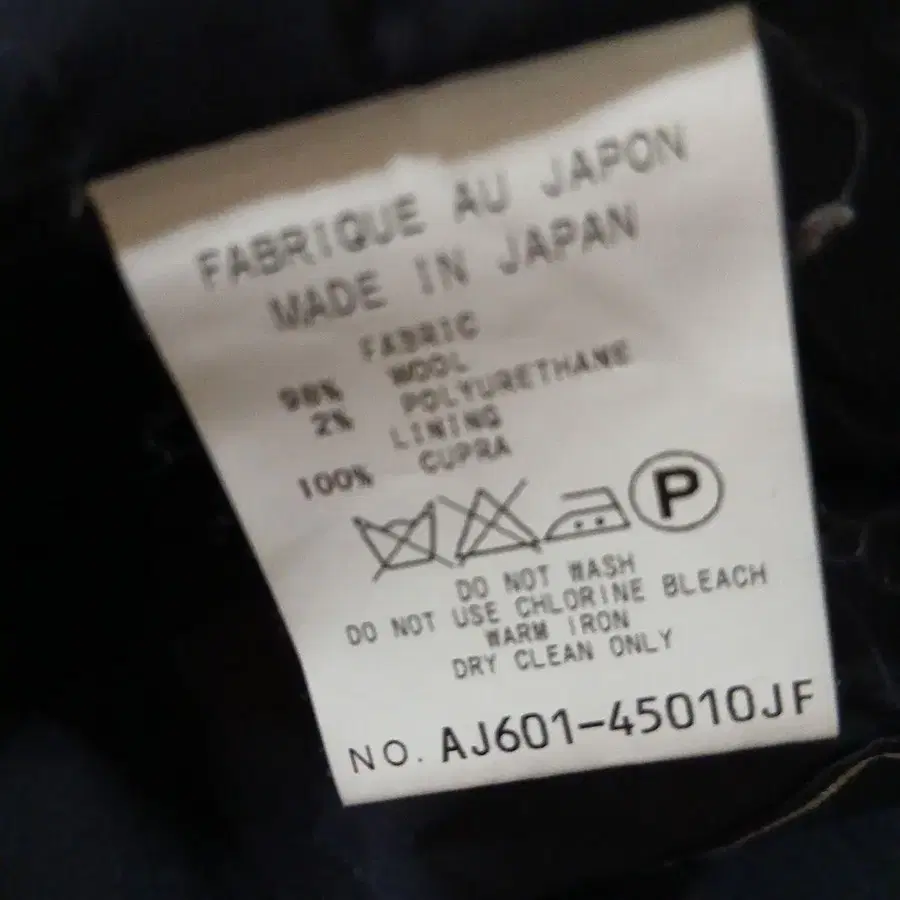 FABRIQUE AU JAPON
MADE IN JAPAN
FABRIC
98% WOOL
2% POLYURETHANE
LINING
100% CUPRA
P
DO NOT WASH
DO NOT USE CHLORINE BLEACH
WARM IRON
DRY CLEAN ONLY
NO. AJ601-45010JF